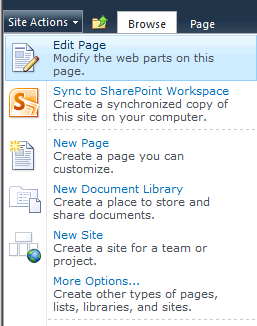 Site Actions Browse Page
Edit Page
Modify the web parts on this
page.
Sync to SharePoint Workspace
Create a synchronized copy of
this site on your computer.
New Page
Create a page you can
customize.
New Document Library
Create a place to store and
share documents.
New Site
Create a site for a team or
project.
More Options...
Create other types of pages,
lists, libraries, and sites.